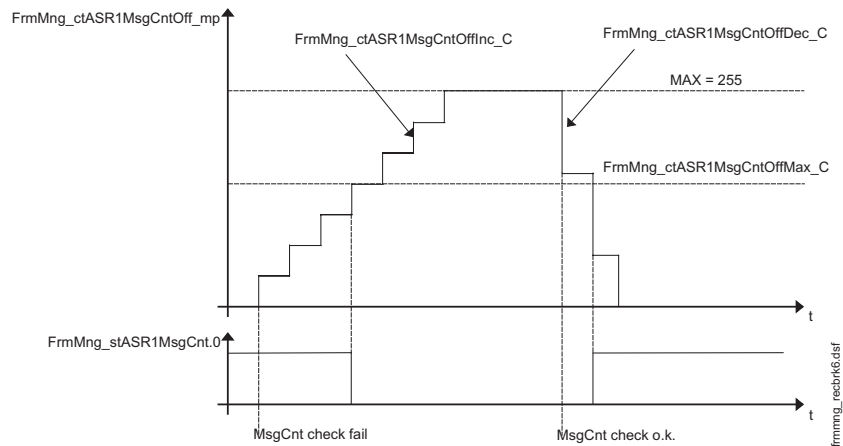 FrmMng_ctASR1MsgCntOff_mp
FrmMng_ctASR1MsgCntOffInc_C
FrmMng_ctASR1MsgCntOffDec_C
MAX = 255
FrmMng_ctASR1MsgCntOffMax_C
t
FrmMng_stASR1MsgCnt.0
t
MsgCnt check fail
MsgCnt check o.k.
frmmng_recbrk6.dsf